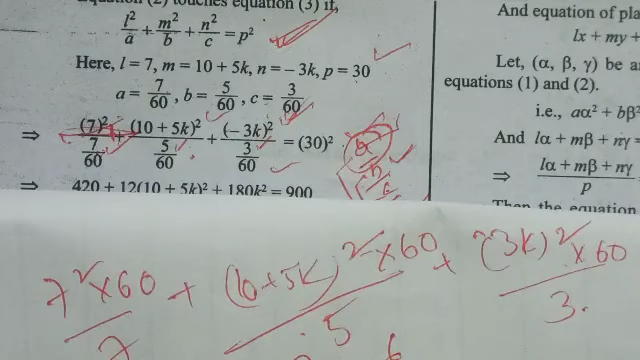 Equation (2) touches equation (3) if,
l²/a + m²/b + n²/c = p²
Here, l = 7, m = 10 + 5k, n = – 3k, p = 30
a = 7/60, b = 5/60, c = 3/60
⇒ (7)²/(7/60) + (10 + 5k)²/(5/60) + (– 3k)²/(3/60) = (30)²
⇒ 420 + 12(10 + 5k)² + 180k² = 900
And equation of pla
lx + my +
Let, (α, β, γ) be a
equations (1) and (2).
i.e., aα² + bβ²
And lα + mβ + nγ =
⇒ (lα + mβ + nγ)/p
Then the equation
7² × 60 / 7 + (10+5k)² × 60 / 5 + (3k)² × 60 / 3.